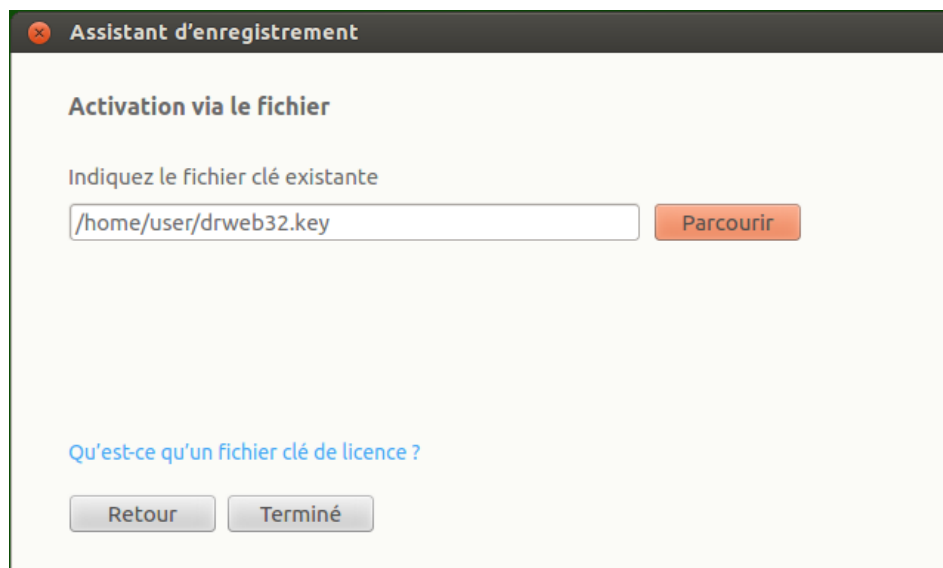 Assistant d'enregistrement
Activation via le fichier
Indiquez le fichier clé existante
/home/user/drweb32.key
Parcourir
Qu'est-ce qu'un fichier clé de licence ?
Retour
Terminé